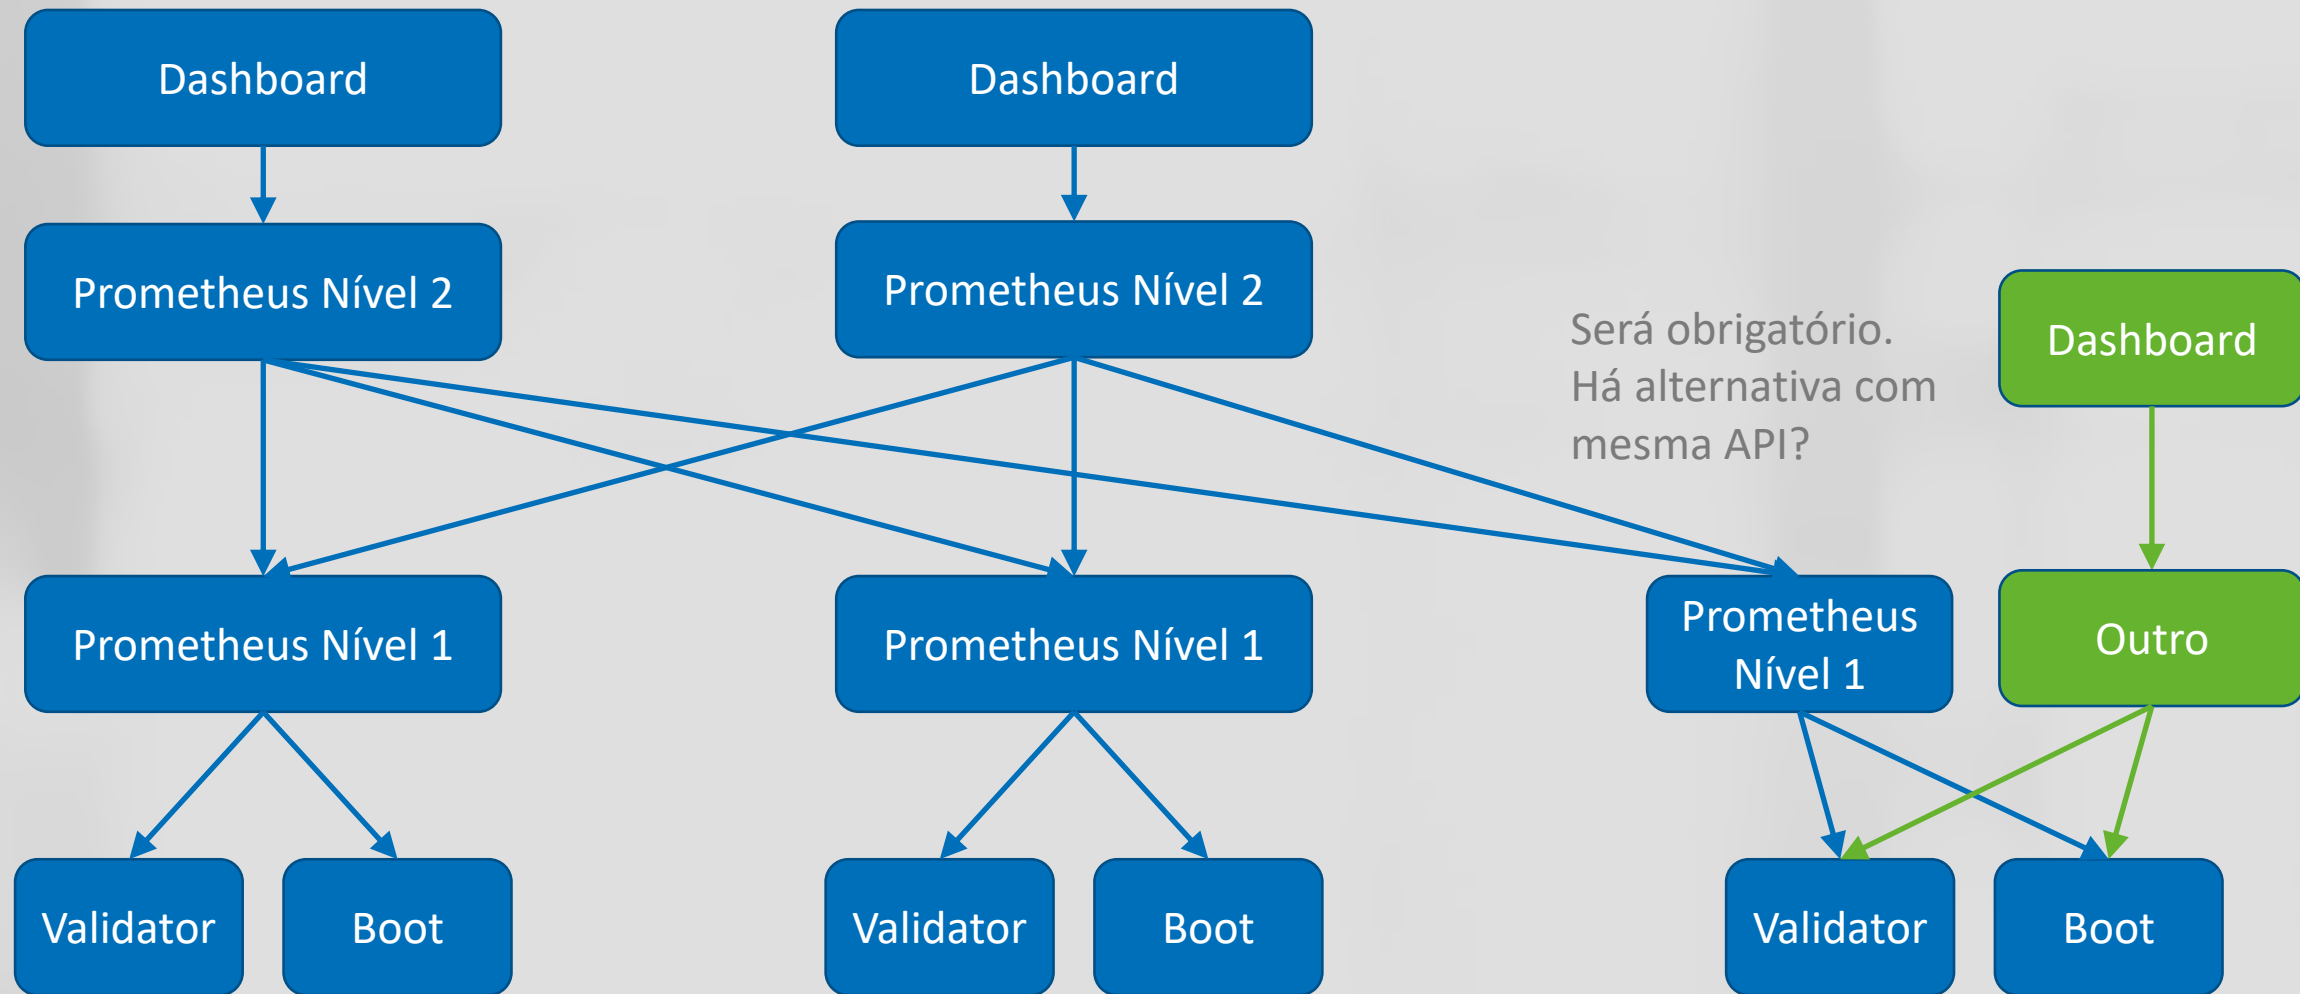 Dashboard
Dashboard
Prometheus Nível 2
Prometheus Nível 2
Será obrigatório.
Há alternativa com
mesma API?
Dashboard
Prometheus Nível 1
Prometheus Nível 1
Prometheus
Nível 1
Outro
Validator
Boot
Validator
Boot
Validator
Boot